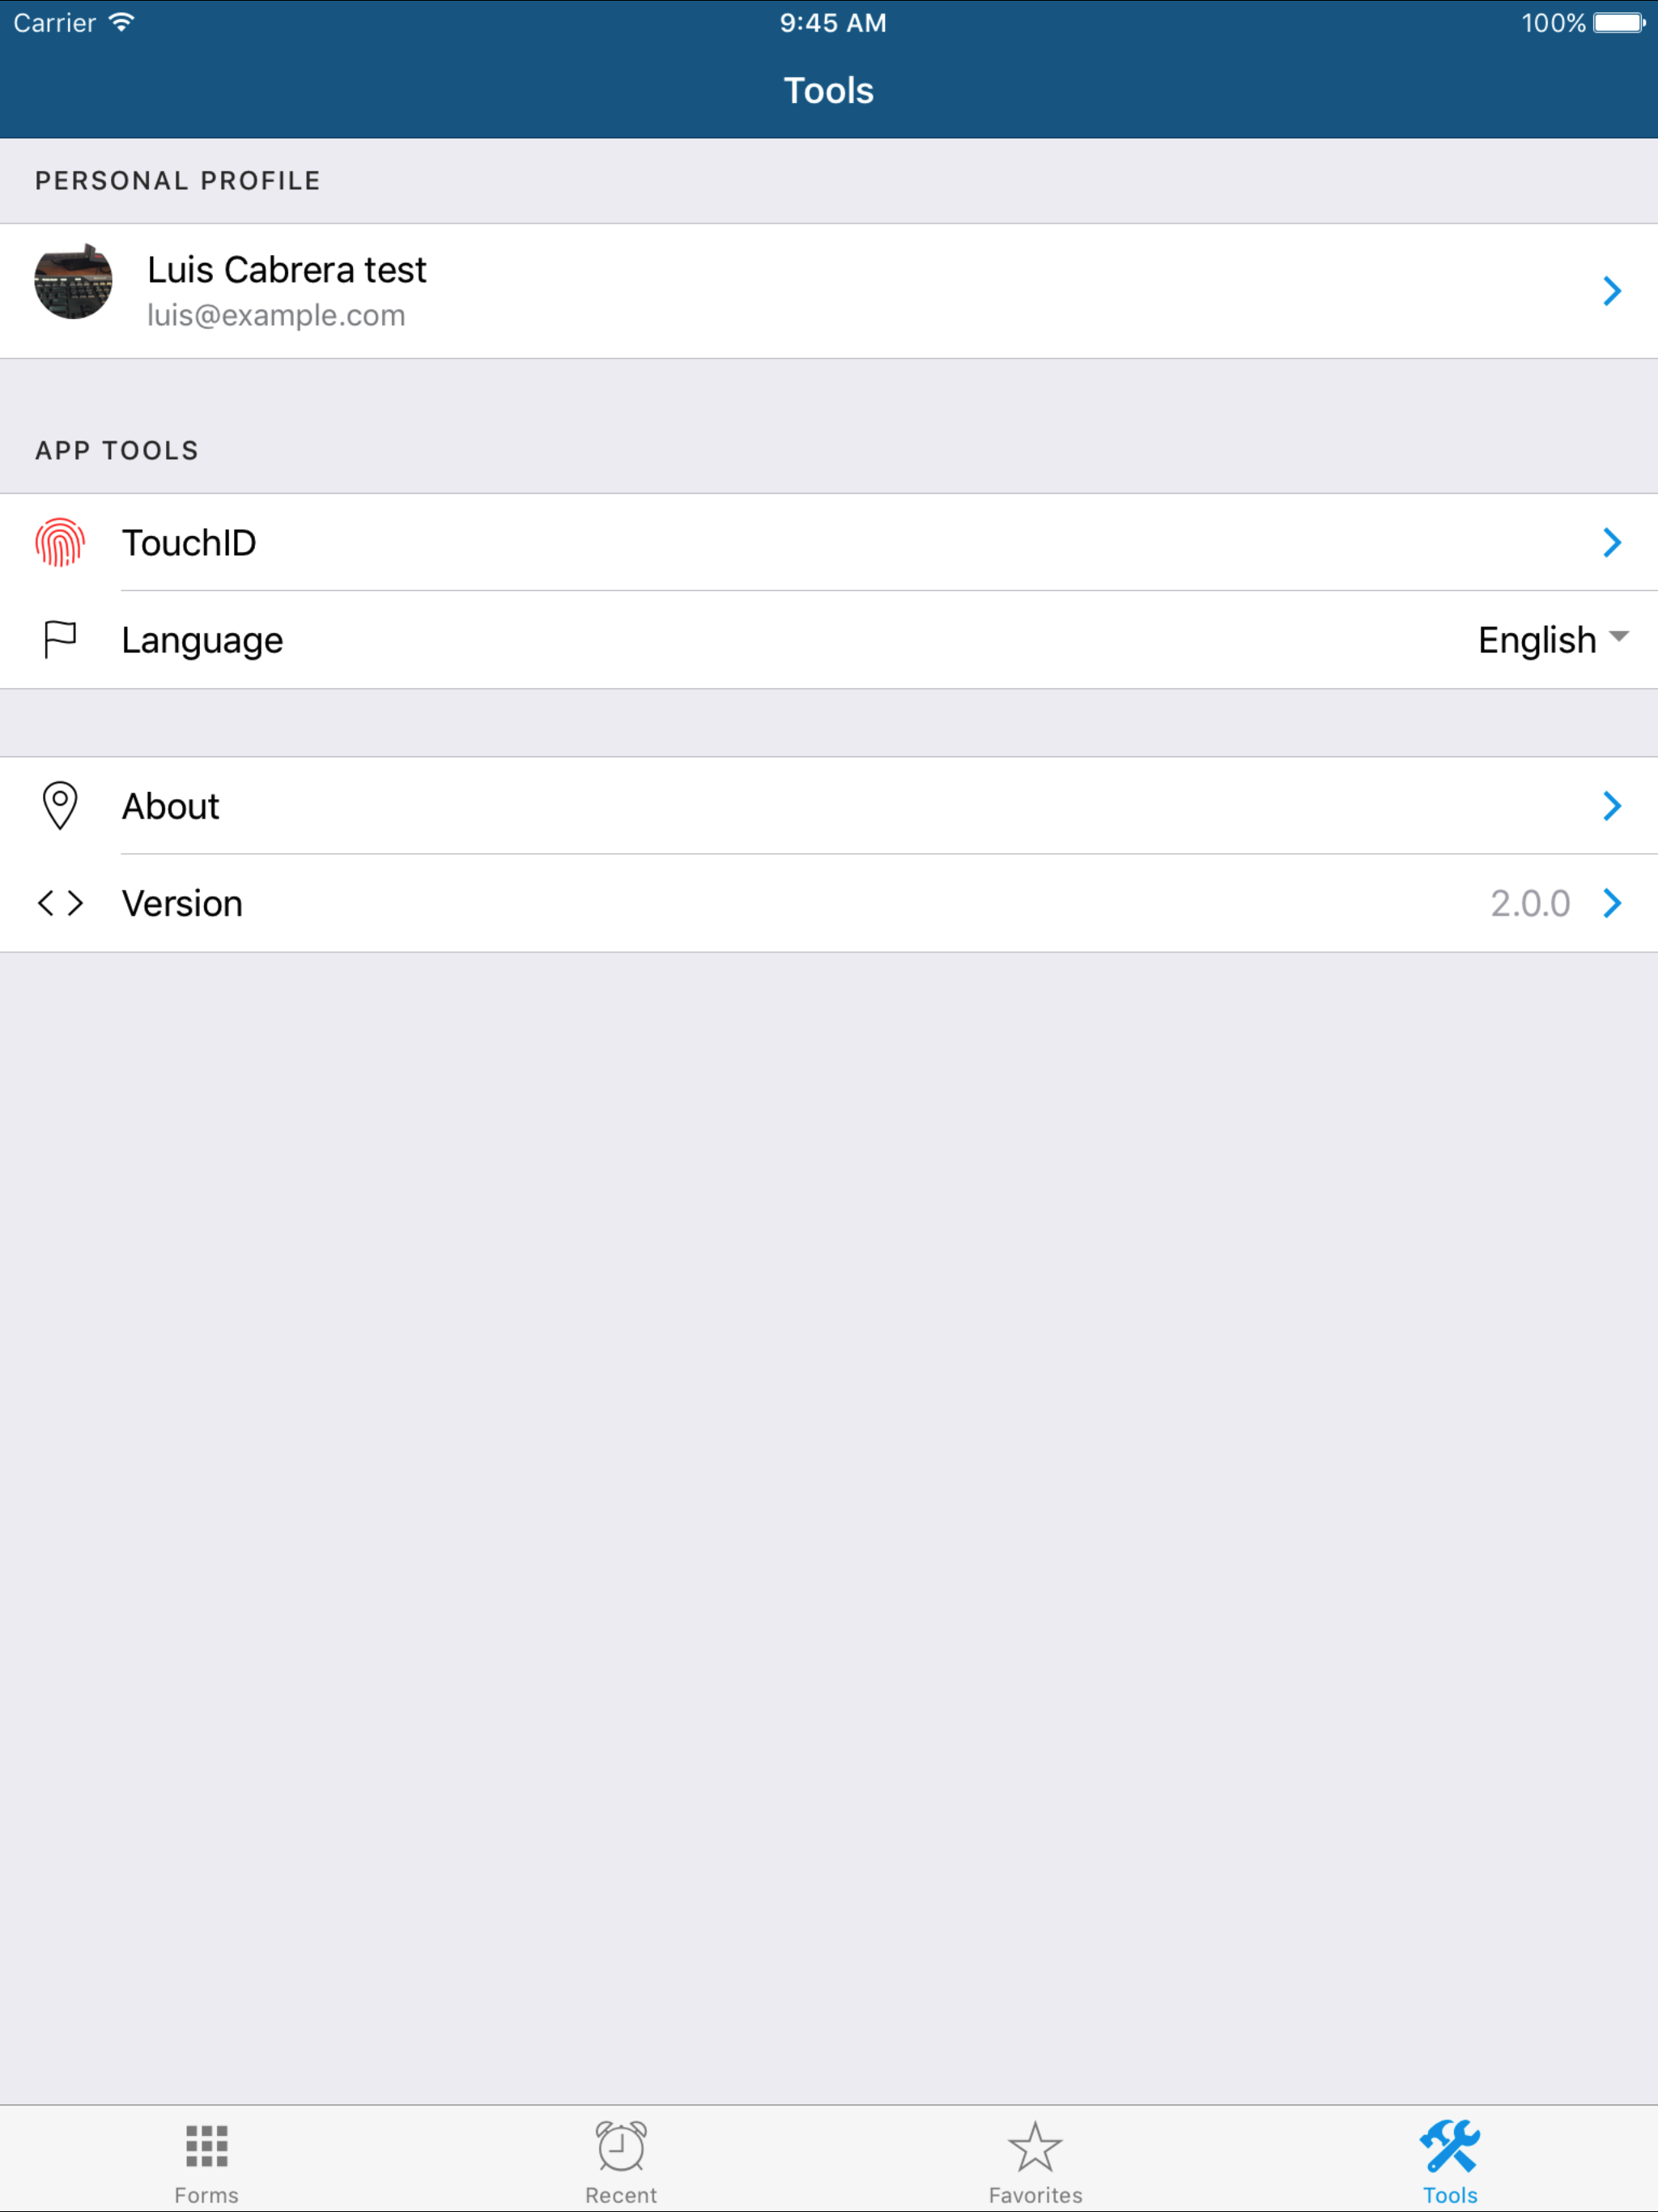 Carrier 9:45 AM 100%
Tools
PERSONAL PROFILE
Luis Cabrera test
luis@example.com
APP TOOLS
TouchID
Language English
About
Version 2.0.0
Forms Recent Favorites Tools